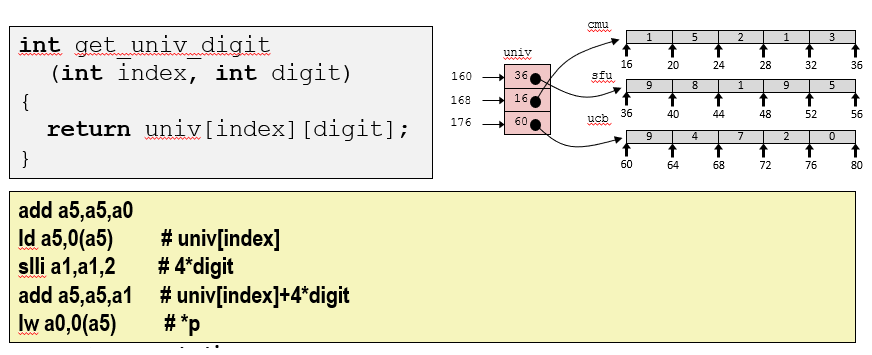 int get_univ_digit
(int index, int digit)
{
return univ[index][digit];
}
univ
160
168
176
36
16
60
cmu
1 5 2 1 3
16 20 24 28 32 36
sfu
9 8 1 9 5
36 40 44 48 52 56
ucb
9 4 7 2 0
60 64 68 72 76 80
add a5,a5,a0
ld a5,0(a5) # univ[index]
slli a1,a1,2 # 4*digit
add a5,a5,a1 # univ[index]+4*digit
lw a0,0(a5) # *p